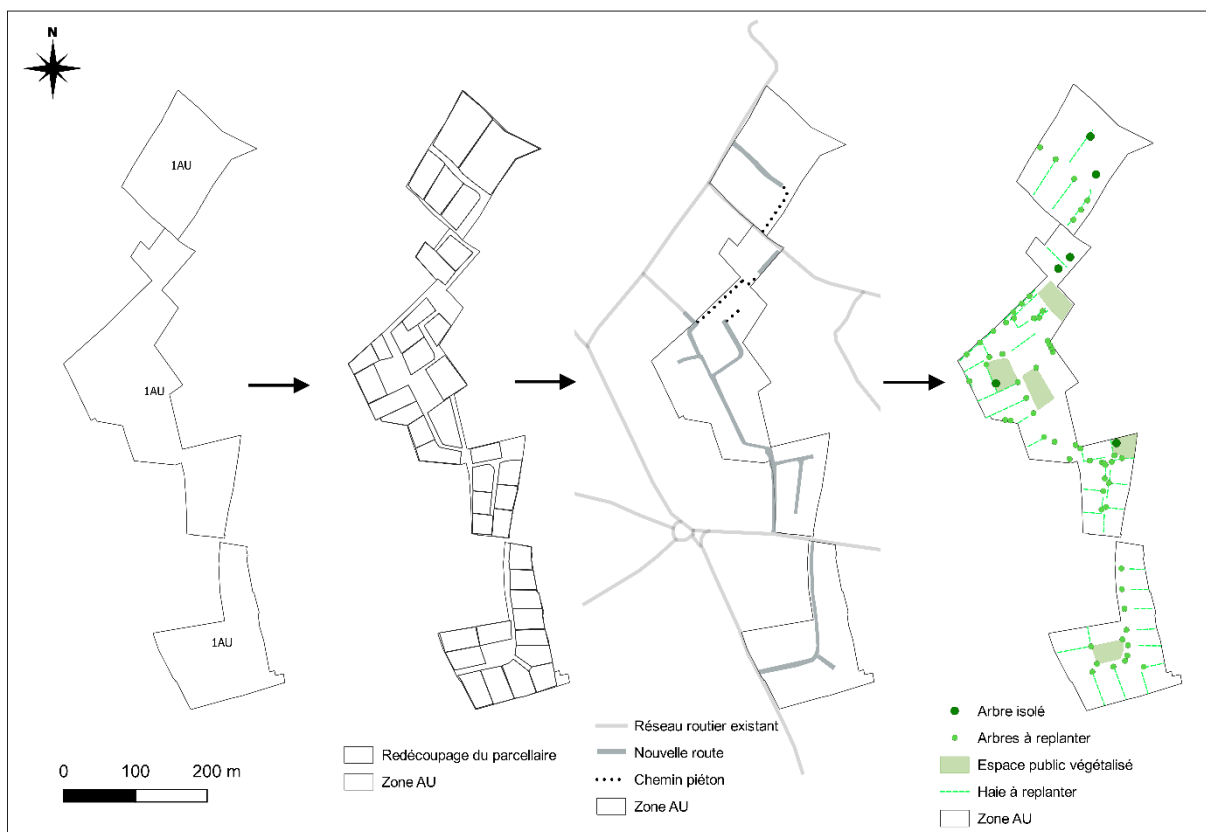 N
1AU
1AU
1AU
0 100 200 m
Redécoupage du parcellaire
Zone AU
Réseau routier existant
Nouvelle route
Chemin piéton
Zone AU
Arbre isolé
Arbres à replanter
Espace public végétalisé
Haie à replanter
Zone AU